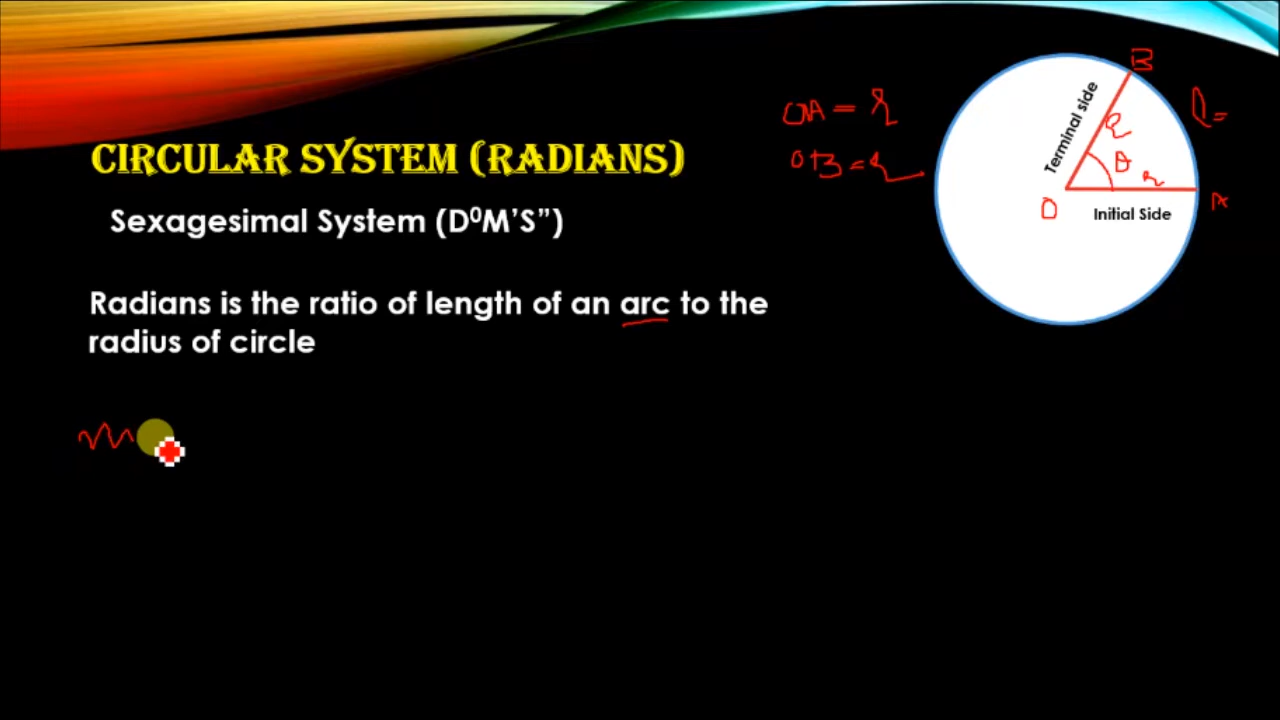 CIRCULAR SYSTEM (RADIANS)
Sexagesimal System (D⁰M’S”)
Radians is the ratio of length of an arc to the
radius of circle
OA = r
OB = r
B
Terminal side
r
θ
r
O
Initial Side
A
l =